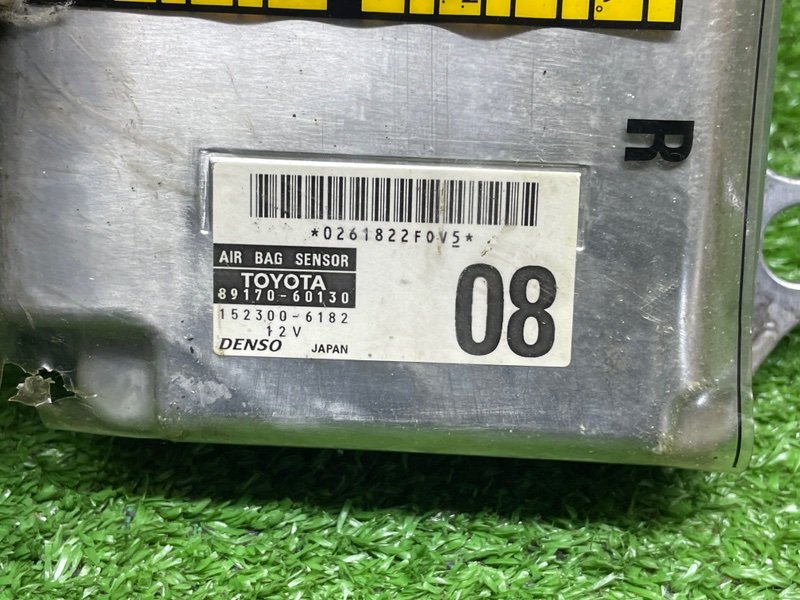 R
*0261822F0V5*
AIR BAG SENSOR
TOYOTA
89170-60130
152300-6182
12V
DENSO JAPAN
08